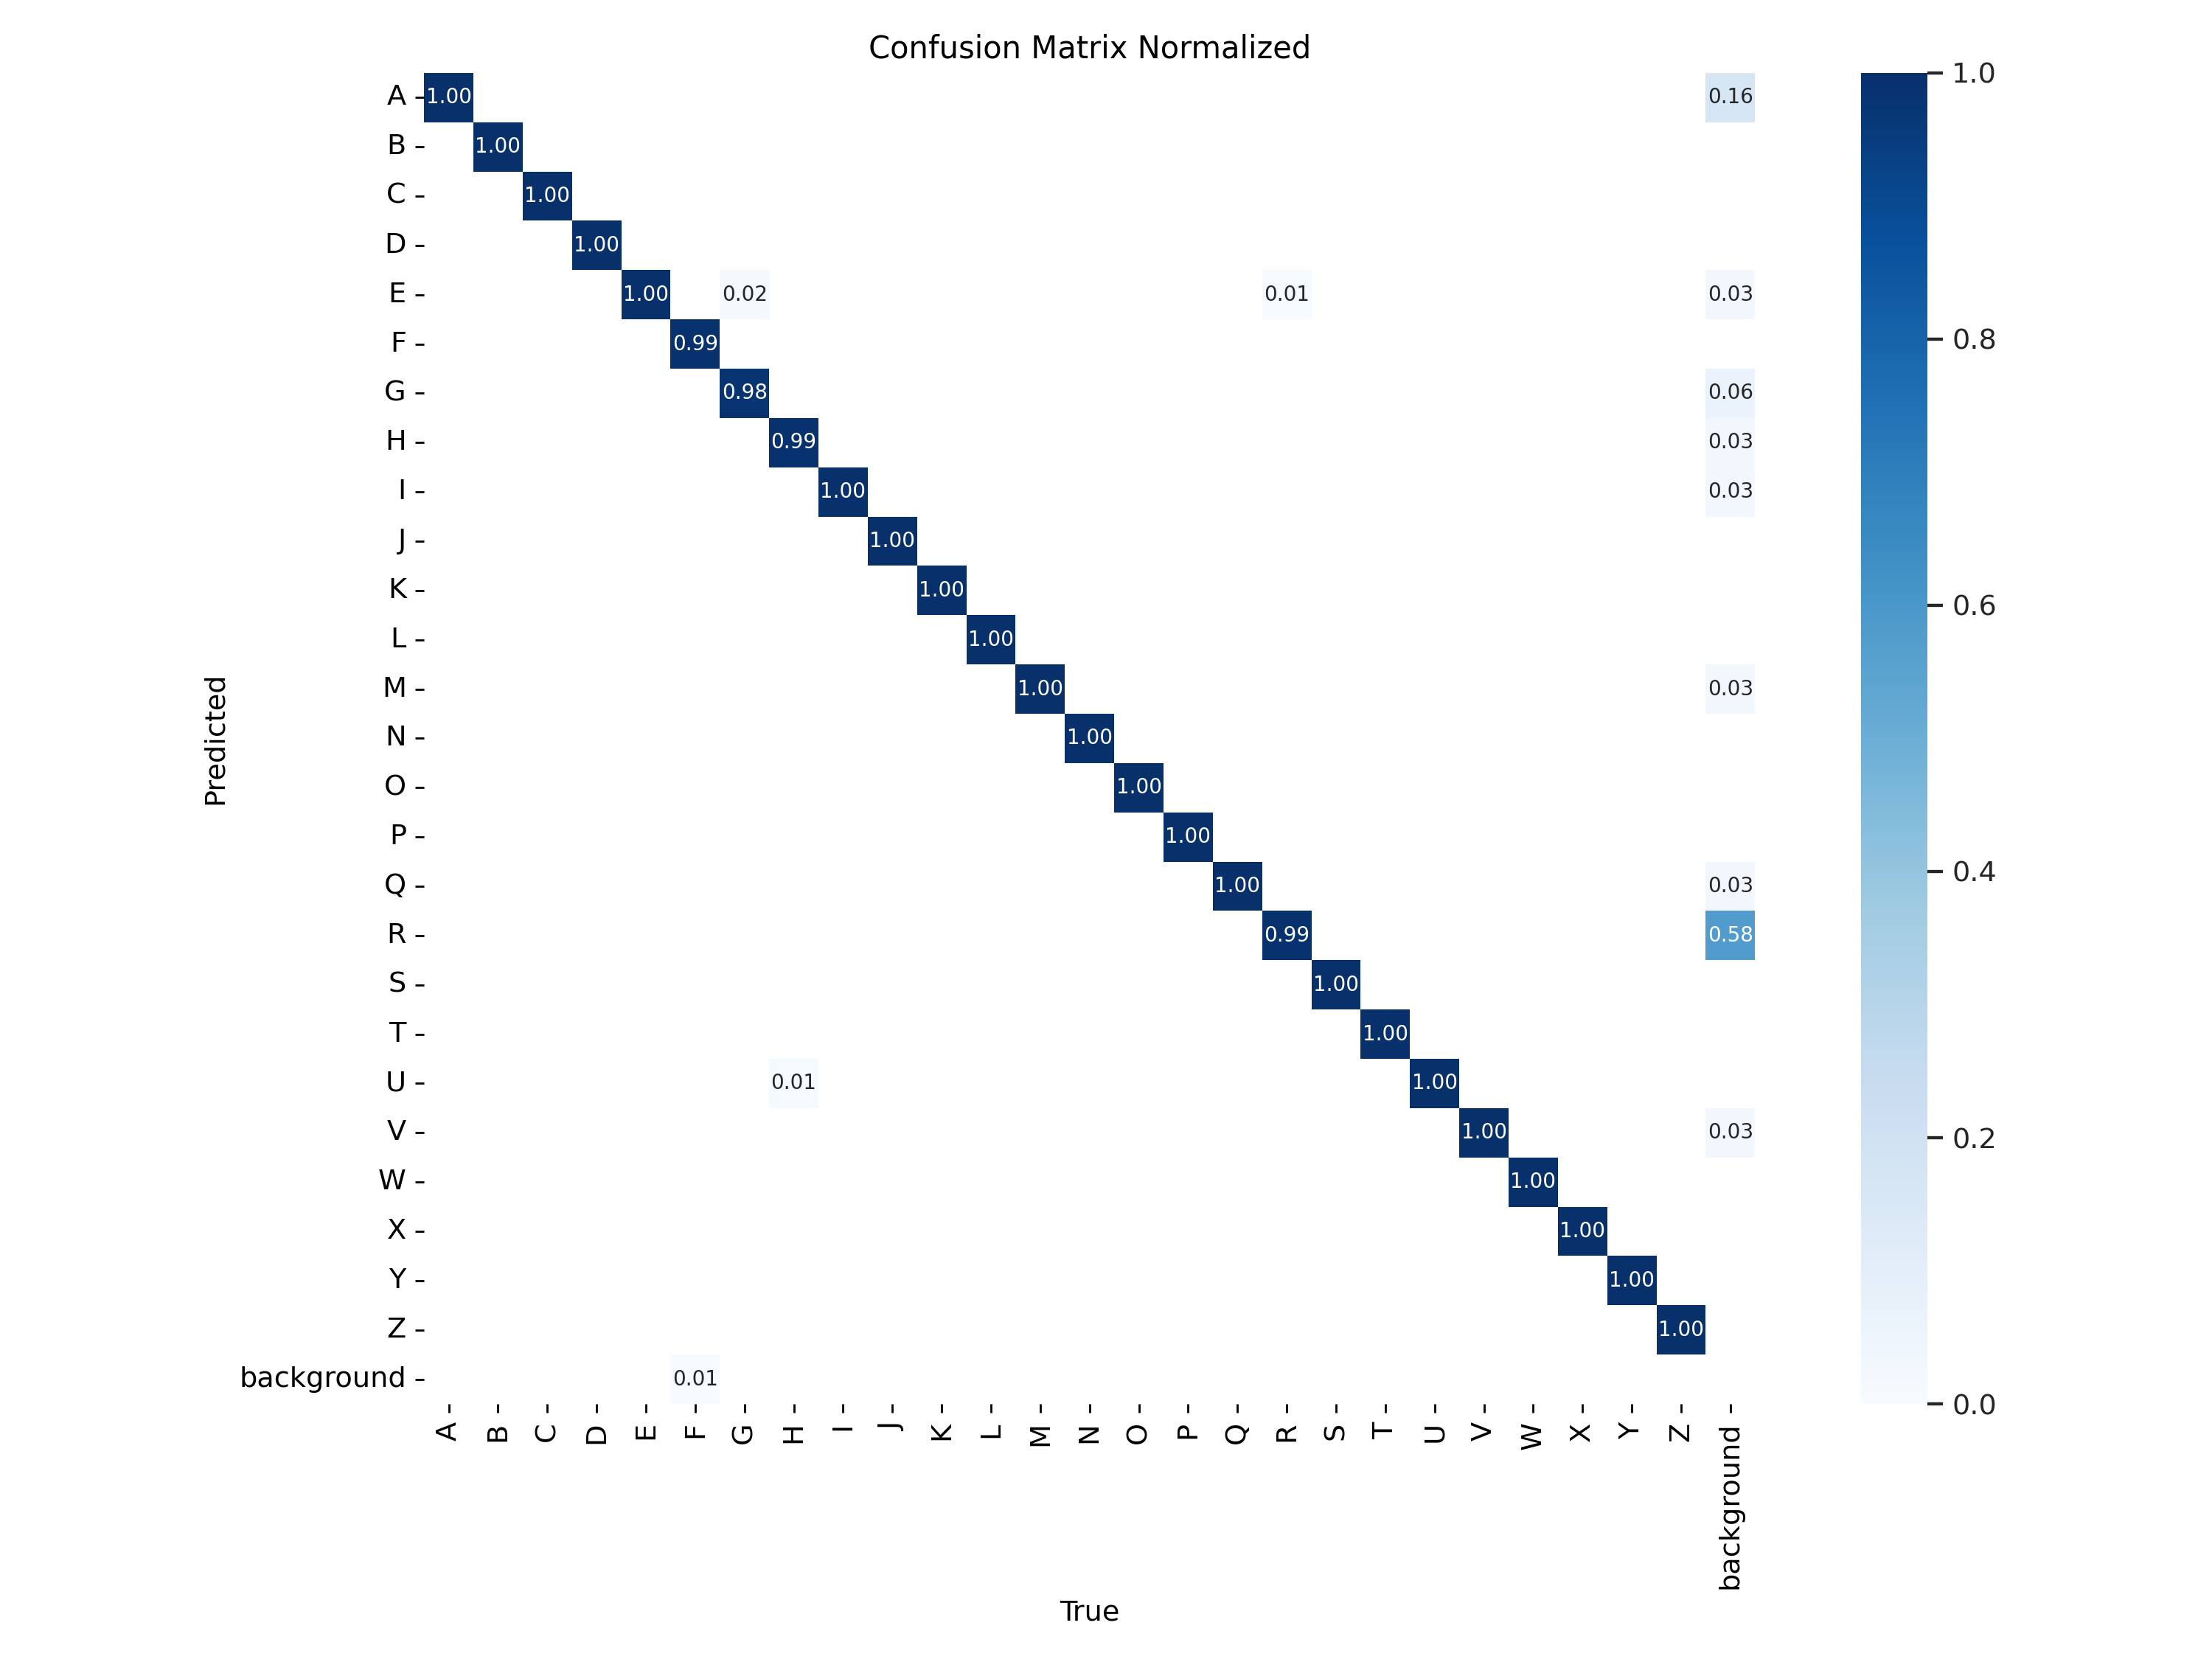 Confusion Matrix Normalized
A 1.00 0.16
B 1.00
C 1.00
D 1.00
E 1.00 0.02 0.01 0.03
F 0.99
G 0.98 0.06
H 0.99 0.03
I 1.00 0.03
J 1.00
K 1.00
L 1.00
M 1.00 0.03
N 1.00
O 1.00
P 1.00
Q 1.00 0.03
R 0.99 0.58
S 1.00
T 1.00
U 0.01 1.00
V 1.00 0.03
W 1.00
X 1.00
Y 1.00
Z 1.00
background 0.01
A B C D E F G H I J K L M N O P Q R S T U V W X Y Z background
Predicted
True
1.0
0.8
0.6
0.4
0.2
0.0